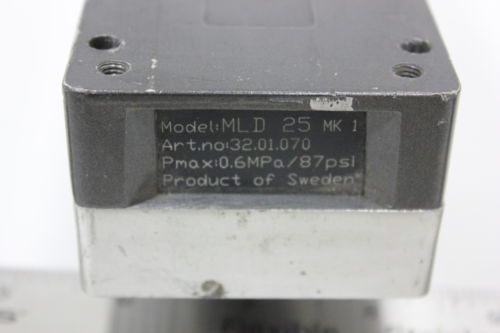 Model:MLD 25 MK 1
Art.no:32.01.070
Pmax:0.6MPa/87psi
Product of Sweden